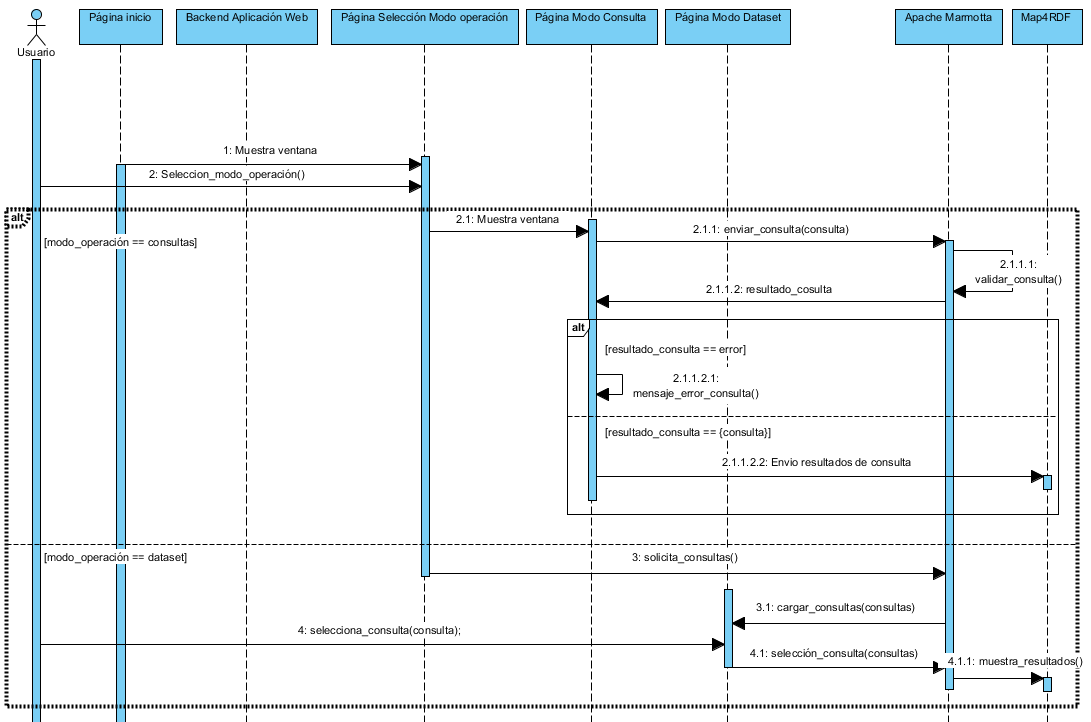 Página inicio
Backend Aplicación Web
Página Selección Modo operación
Página Modo Consulta
Página Modo Dataset
Apache Marmotta
Map4RDF
Usuario
1: Muestra ventana
2: Seleccion_modo_operación()
alt
2.1: Muestra ventana
[modo_operación == consultas]
2.1.1: enviar_consulta(consulta)
2.1.1.1:
validar_consulta()
2.1.1.2: resultado_cosulta
alt
[resultado_consulta == error]
2.1.1.2.1:
mensaje_error_consulta()
[resultado_consulta == {consulta}]
2.1.1.2.2: Envio resultados de consulta
[modo_operación == dataset]
3: solicita_consultas()
3.1: cargar_consultas(consultas)
4: selecciona_consulta(consulta);
4.1: selección_consulta(consultas)
4.1.1: muestra_resultados()